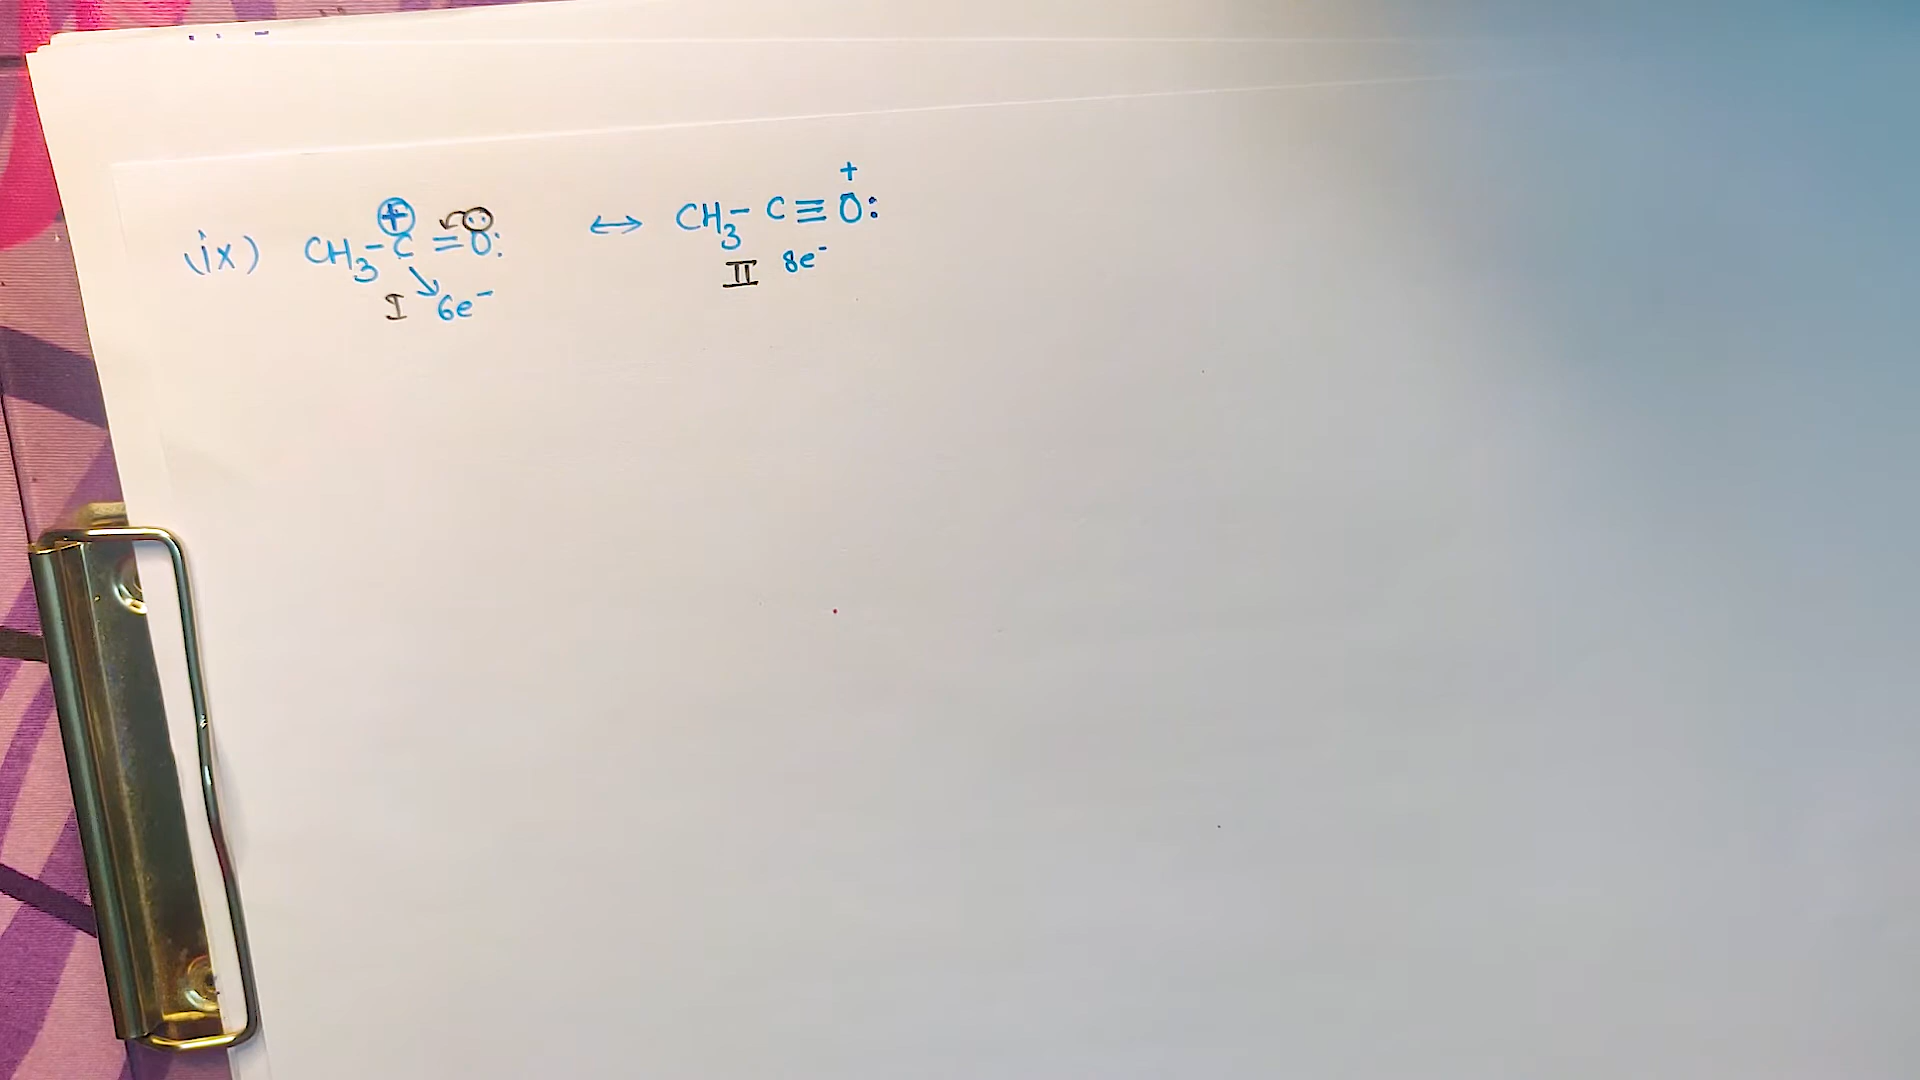 (ix) CH₃-C⁺=Ö: ↔ CH₃-C≡O⁺:
I 6e⁻ II 8e⁻